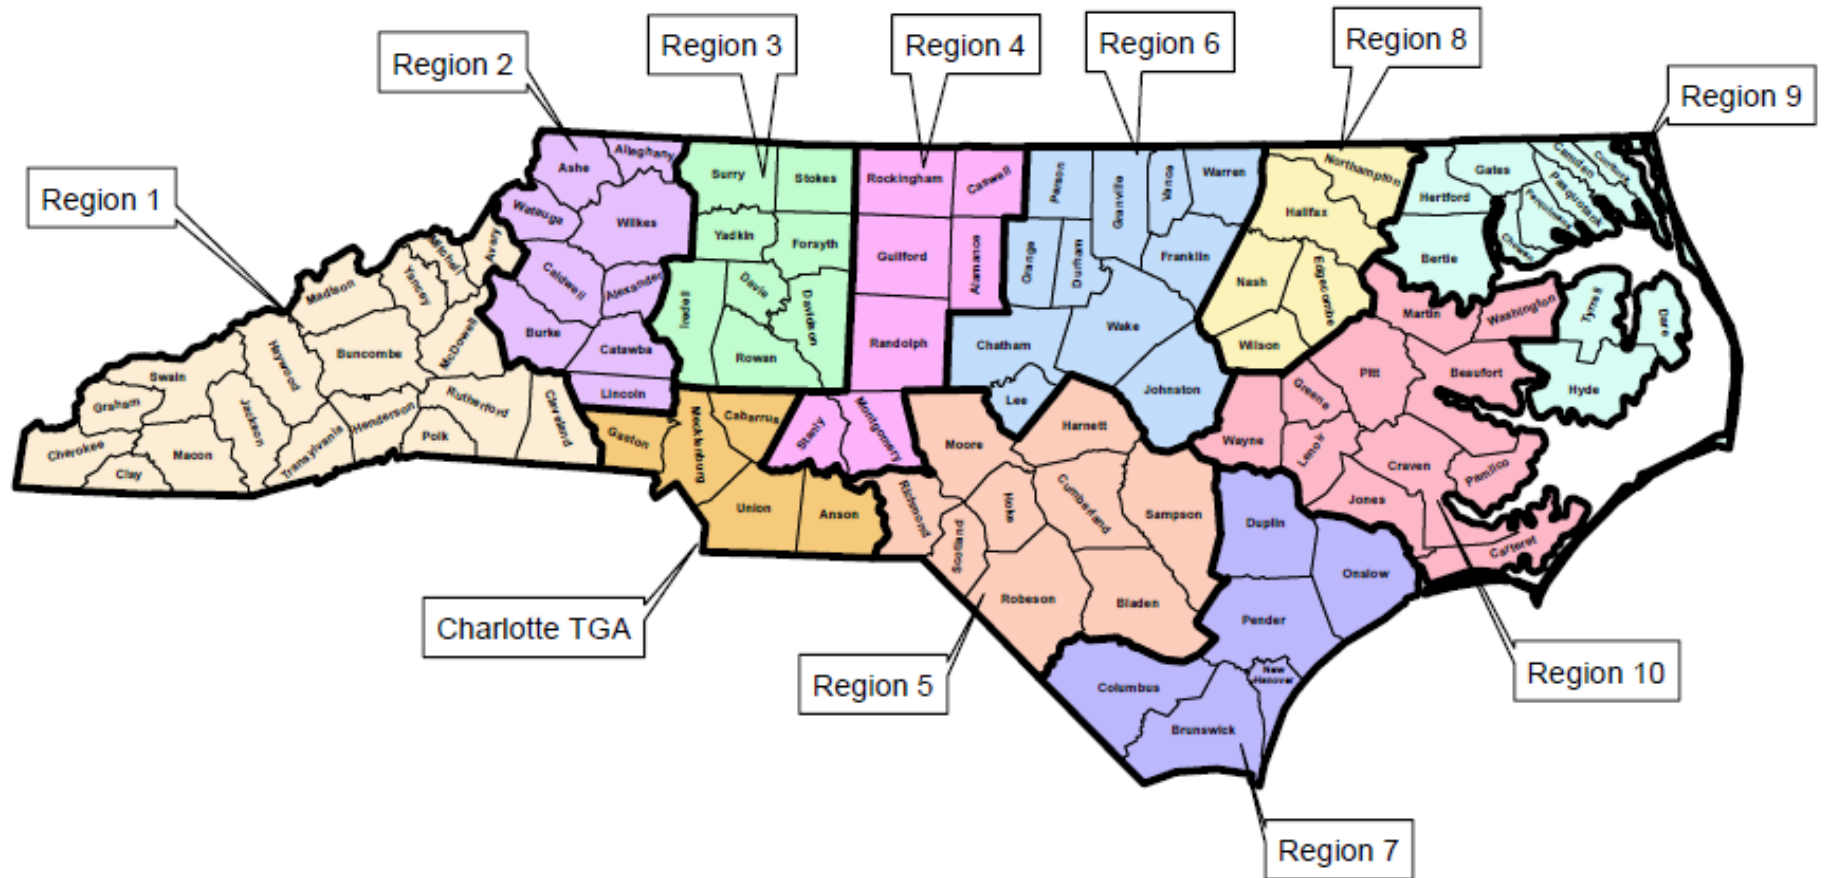 Region 3
Region 4
Region 6
Region 8
Region 2
Region 9
Region 1
Ashe
Alleghany
Watauga
Wilkes
Caldwell
Alexander
Burke
Catawba
Lincoln
Surry
Stokes
Yadkin
Forsyth
Iredell
Davie
Davidson
Rowan
Rockingham
Caswell
Guilford
Alamance
Randolph
Stanly
Montgomery
Person
Granville
Vance
Warren
Orange
Durham
Franklin
Chatham
Wake
Lee
Johnston
Northampton
Halifax
Nash
Edgecombe
Wilson
Gates
Hertford
Bertie
Camden
Currituck
Pasquotank
Perquimans
Chowan
Tyrrell
Dare
Hyde
Martin
Washington
Pitt
Beaufort
Greene
Wayne
Lenoir
Craven
Pamlico
Jones
Carteret
Avery
Mitchel
Yancey
Madison
McDowell
Buncombe
Haywood
Swain
Graham
Cherokee
Clay
Macon
Jackson
Transylvania
Henderson
Polk
Rutherford
Cleveland
Gaston
Mecklenburg
Cabarrus
Union
Anson
Moore
Harnett
Richmond
Scotland
Hoke
Cumberland
Sampson
Robeson
Bladen
Duplin
Onslow
Pender
New
Hanover
Columbus
Brunswick
Charlotte TGA
Region 5
Region 10
Region 7